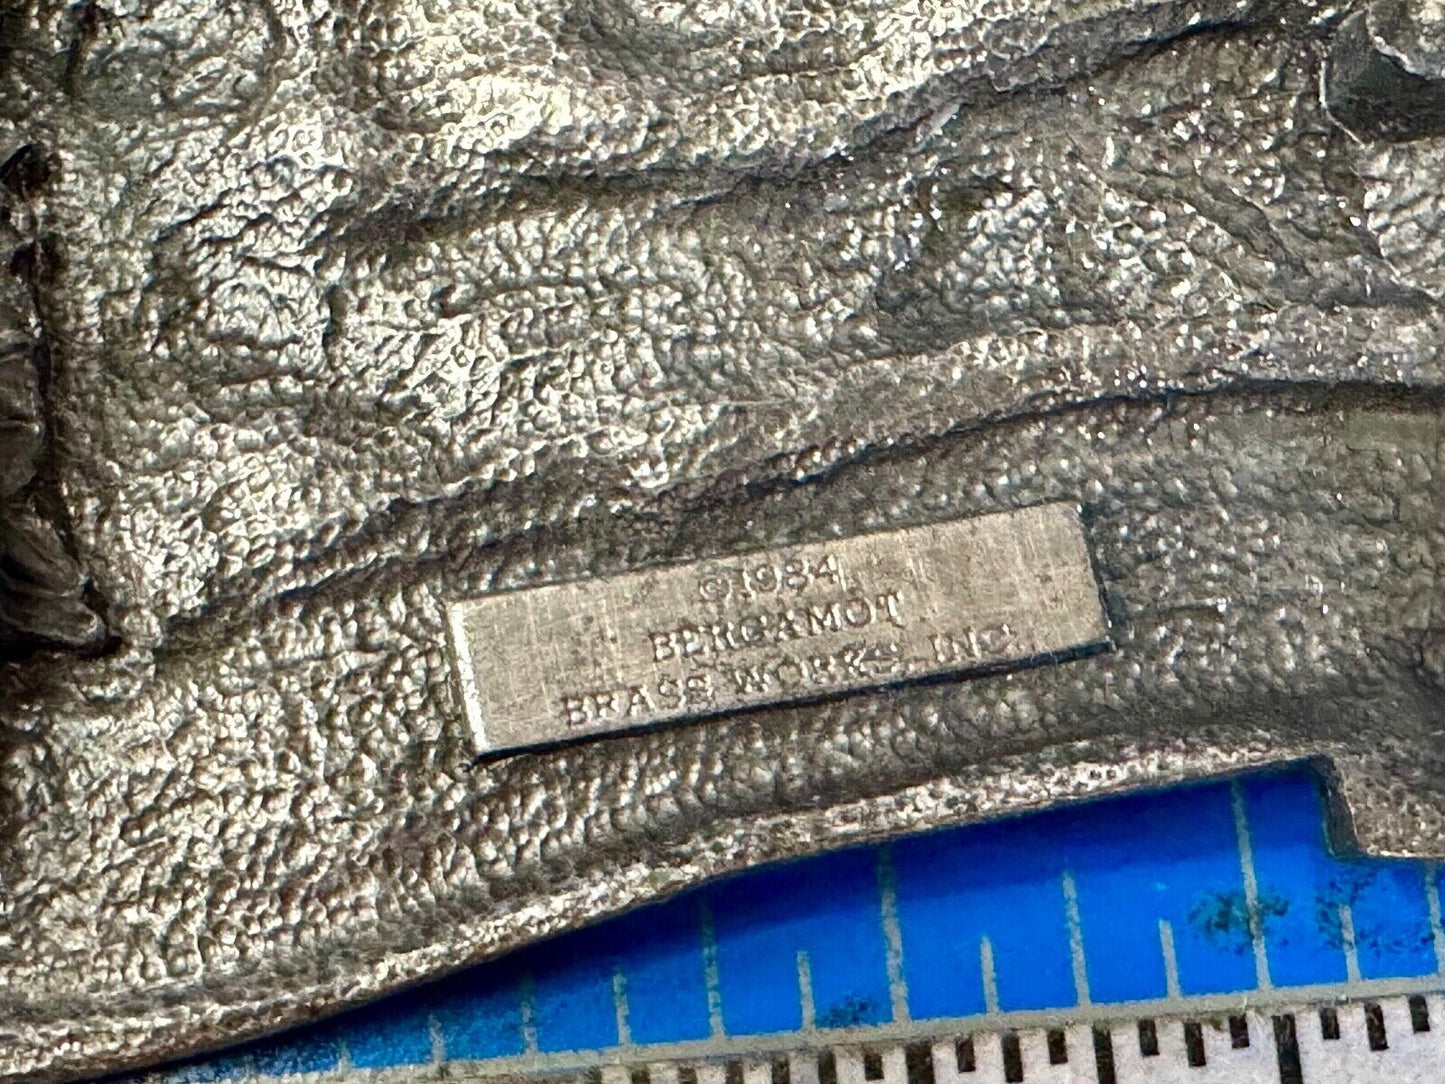 ©1984
BERGAMOT
BRASS WORKS, INC.